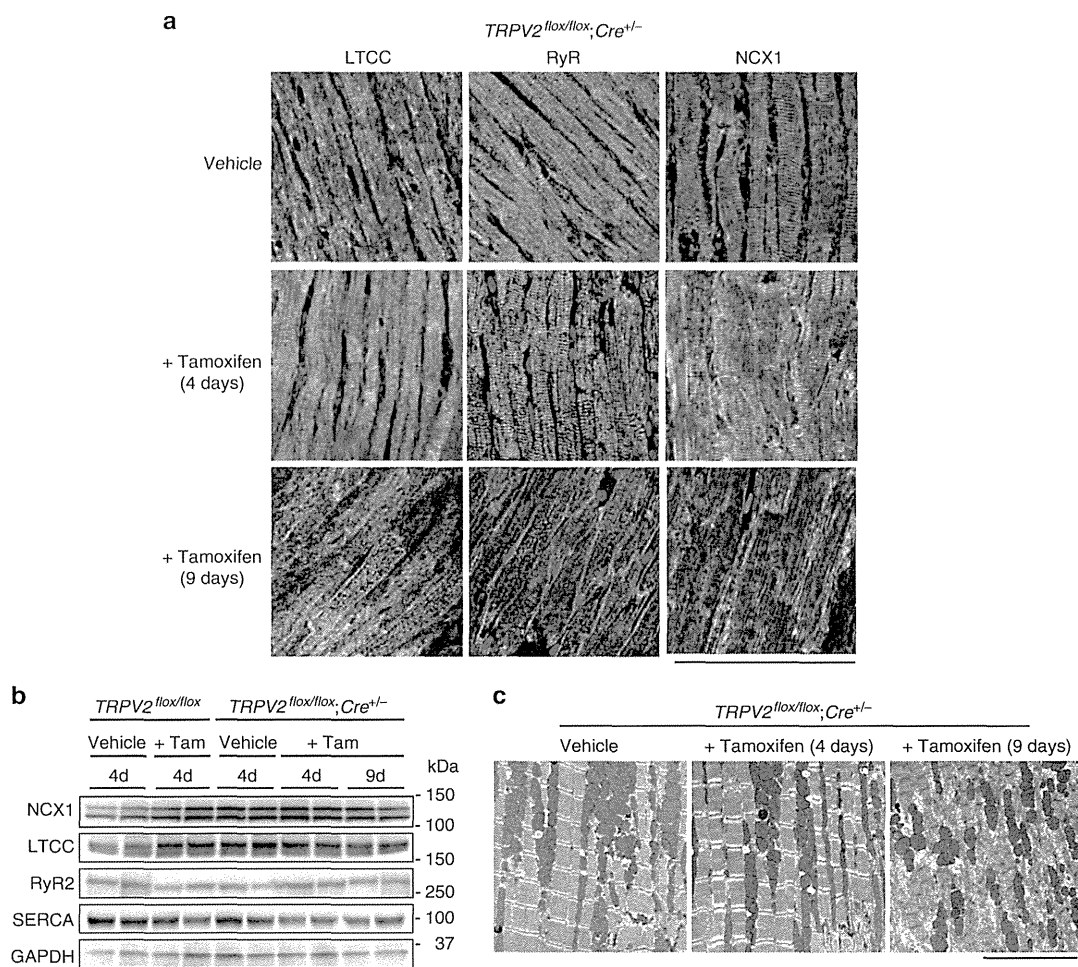 a
TRPV2flox/flox;Cre+/–
LTCC RyR NCX1
Vehicle
+ Tamoxifen
(4 days)
+ Tamoxifen
(9 days)
b
TRPV2flox/flox TRPV2flox/flox;Cre+/–
Vehicle + Tam Vehicle + Tam
4d 4d 4d 4d 9d kDa
NCX1 - 150
- 100
LTCC
- 150
RyR2
- 250
SERCA - 100
- 37
GAPDH
c
TRPV2flox/flox;Cre+/–
Vehicle + Tamoxifen (4 days) + Tamoxifen (9 days)